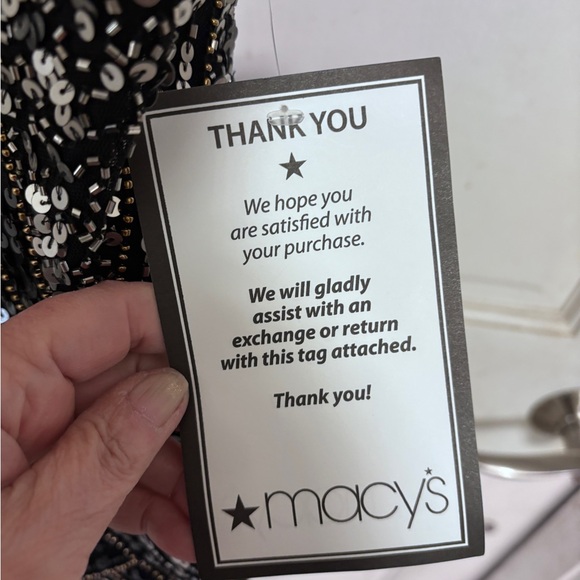 THANK YOU
We hope you
are satisfied with
your purchase.
We will gladly
assist with an
exchange or return
with this tag attached.
Thank you!
macy's